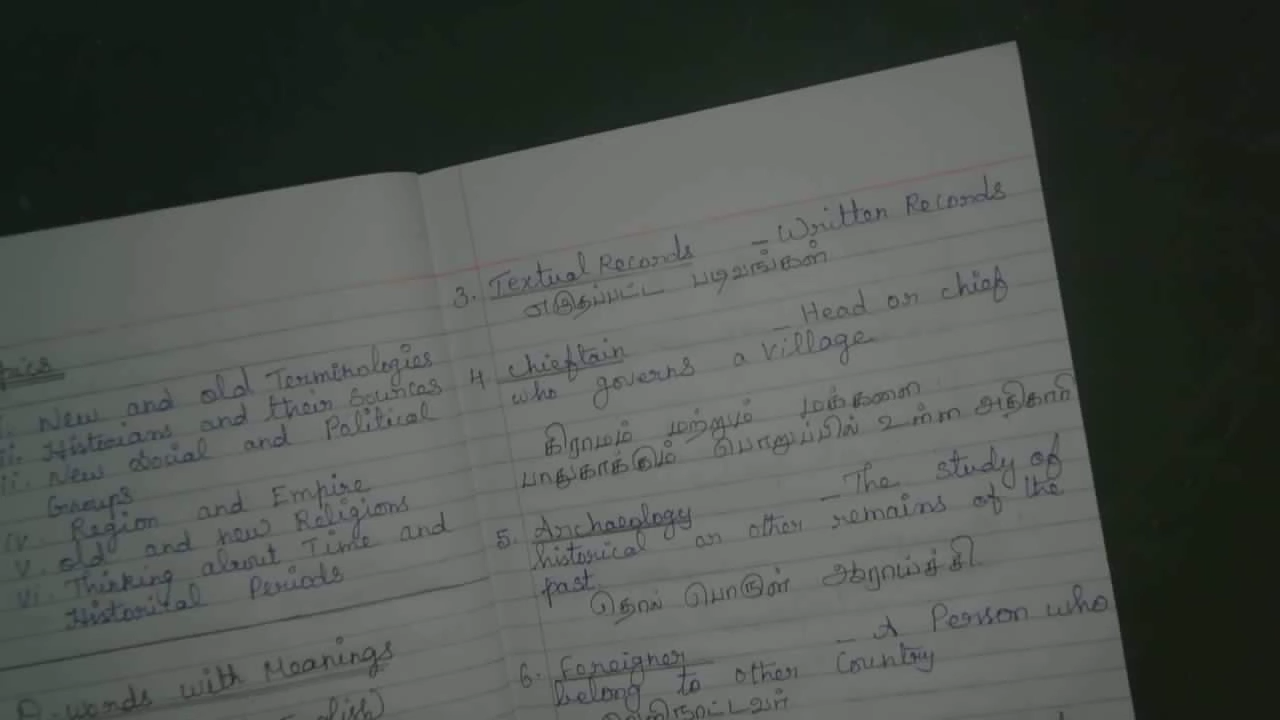 i. New and old Terminologies
ii. Historians and their Sources
iii. New Social and Political
Groups
iv. Region and Empire
v. old and new Religions
vi. Thinking about Time and
Historical Periods
words with Meanings
3. Textual Records – Written Records
எழுதப்பட்ட படிவங்கள்
4 chieftain – Head or chief
who governs a village
கிராமம் மற்றும் மக்களை
பாதுகாக்கும் பொறுப்பில் உள்ள அதிகாரி
5. Archaeology – The study of
historical or other remains of the
past.
தொல் பொருள் ஆராய்ச்சி
6. Foreigner – A Person who
belong to other Country